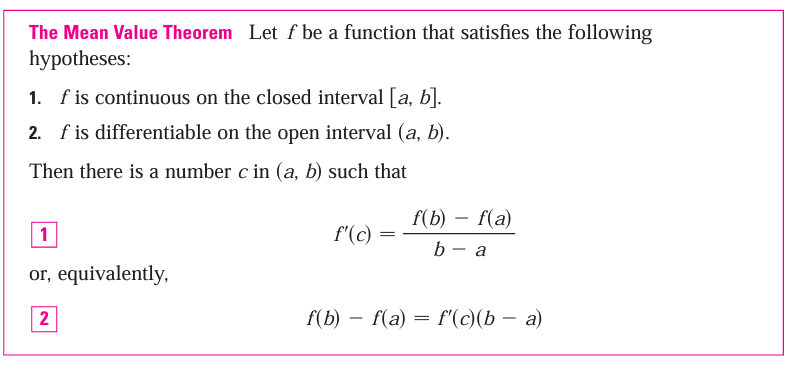 The Mean Value Theorem Let f be a function that satisfies the following
hypotheses:
1. f is continuous on the closed interval [a, b].
2. f is differentiable on the open interval (a, b).
Then there is a number c in (a, b) such that
1 f′(c) = \frac{f(b) − f(a)}{b − a}
or, equivalently,
2 f(b) − f(a) = f′(c)(b − a)